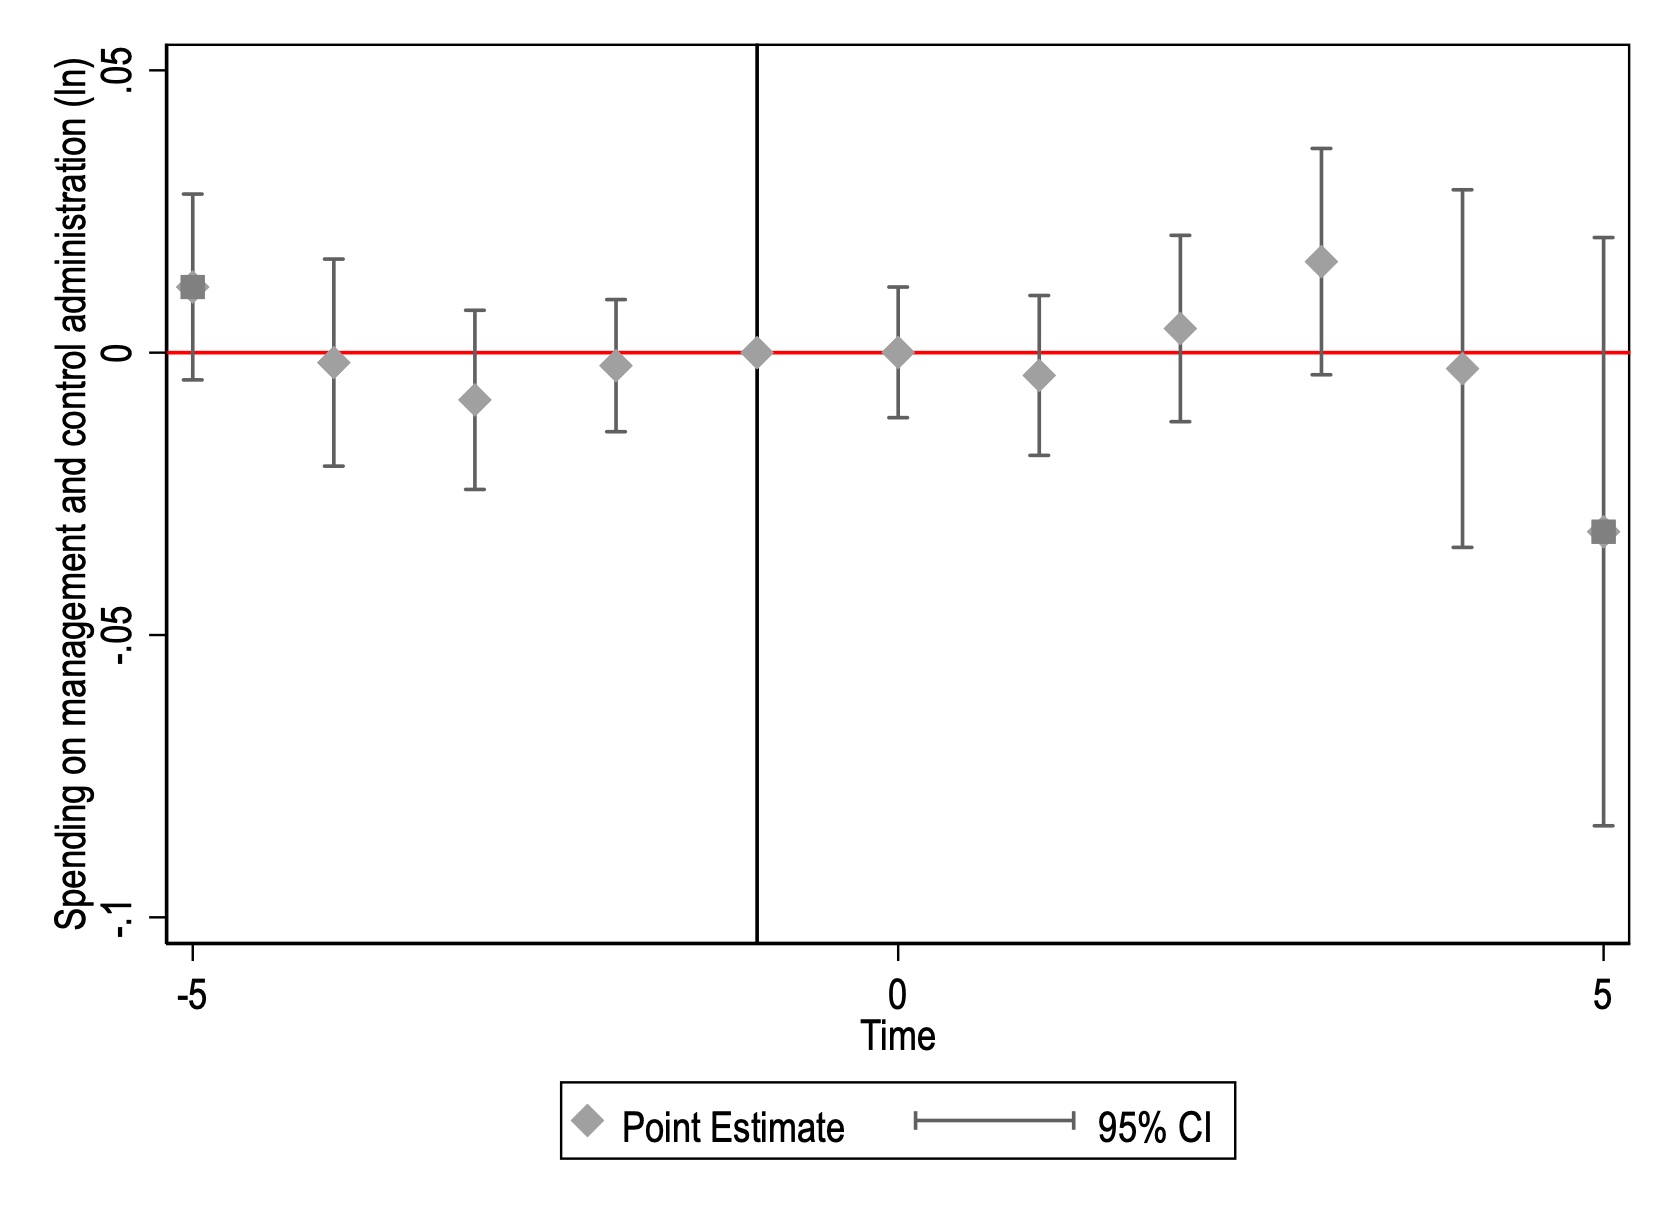 Spending on management and control administration (ln)
.05
0
-.05
-.1
-5
0
5
Time
Point Estimate
95% CI